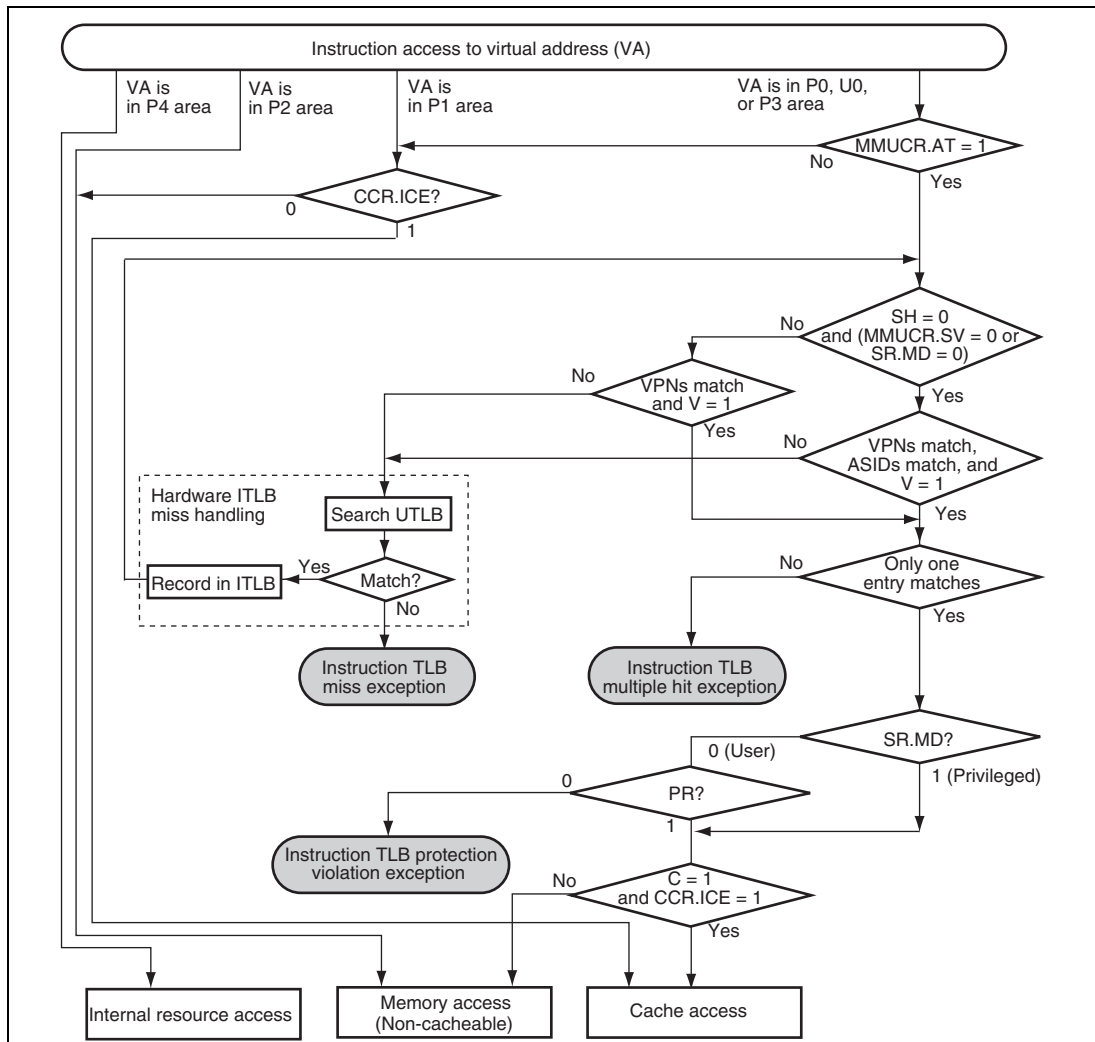 Instruction access to virtual address (VA)
VA is
in P4 area
VA is
in P2 area
VA is
in P1 area
VA is in P0, U0,
or P3 area
MMUCR.AT = 1
No
Yes
CCR.ICE?
0
1
SH = 0
and (MMUCR.SV = 0 or
SR.MD = 0)
No
Yes
VPNs match
and V = 1
No
Yes
VPNs match,
ASIDs match, and
V = 1
No
Yes
Hardware ITLB
miss handling
Search UTLB
Match?
Yes
No
Record in ITLB
Only one
entry matches
No
Yes
Instruction TLB
miss exception
Instruction TLB
multiple hit exception
SR.MD?
0 (User)
1 (Privileged)
PR?
0
1
Instruction TLB protection
violation exception
C = 1
and CCR.ICE = 1
No
Yes
Internal resource access
Memory access
(Non-cacheable)
Cache access